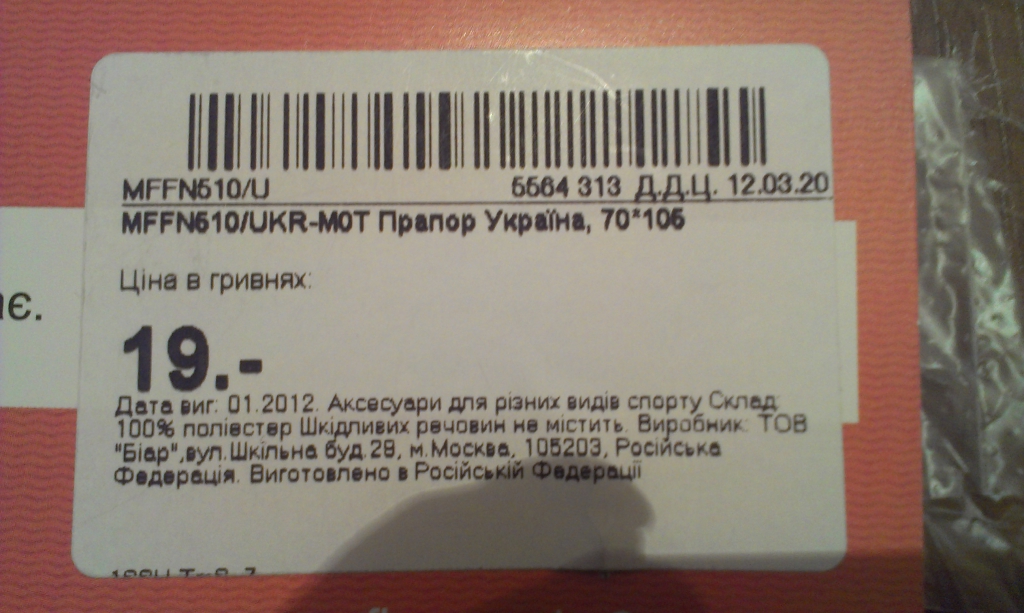 MFFN510/U 5564 313 Д.Д.Ц. 12.03.20
MFFN510/UKR-M0T Прапор Україна, 70*105
Ціна в гривнях:
є.
19.-
Дата виг: 01.2012. Аксесуари для різних видів спорту Склад:
100% поліестер Шкідливих речовин не містить. Виробник: ТОВ
"Біар",вул.Шкільна буд.29, м.Москва, 105203, Російська
Федерація. Виготовлено в Російській Федерації